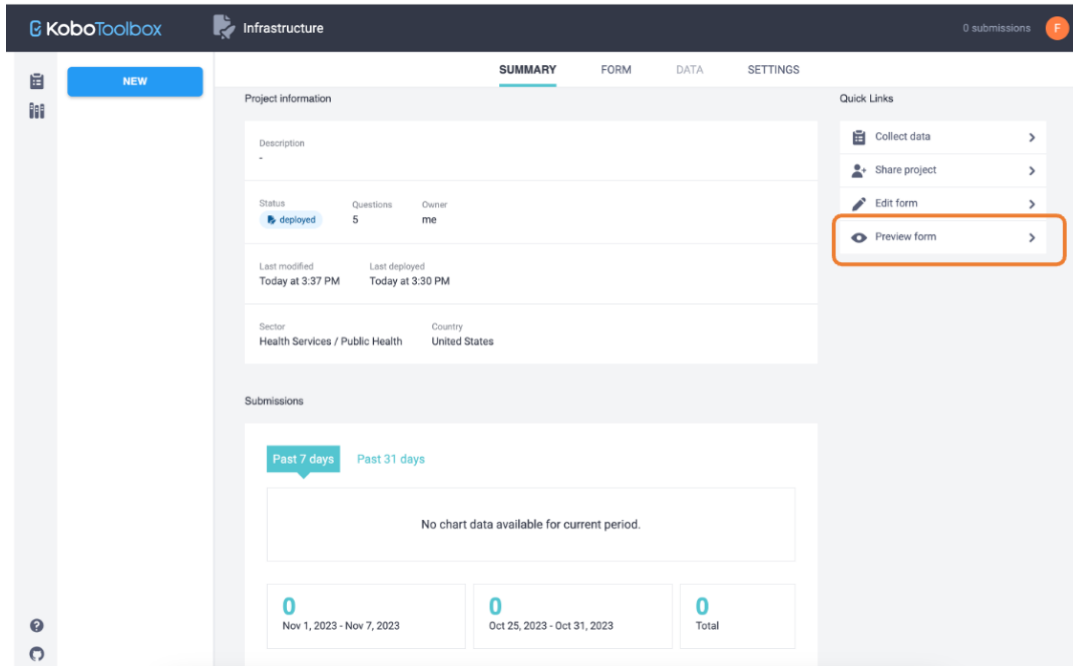 KoboToolbox
Infrastructure
0 submissions
F
NEW
SUMMARY FORM DATA SETTINGS
Project information
Quick Links
Description
-
Collect data
Share project
Edit form
Preview form
Status Questions Owner
deployed 5 me
Last modified Last deployed
Today at 3:37 PM Today at 3:30 PM
Sector Country
Health Services / Public Health United States
Submissions
Past 7 days Past 31 days
No chart data available for current period.
0 0 0
Nov 1, 2023 - Nov 7, 2023 Oct 25, 2023 - Oct 31, 2023 Total